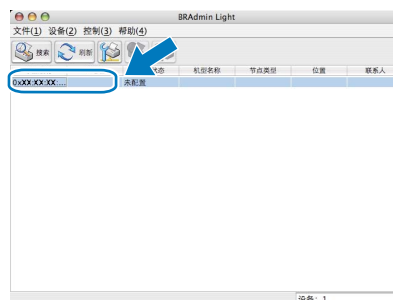 BRAdmin Light
文件(1) 设备(2) 控制(3) 帮助(4)
搜索 刷新
状态 机型名称 节点类型 位置 联系人
0xXX:XX:XX:... 未配置
设备: 1